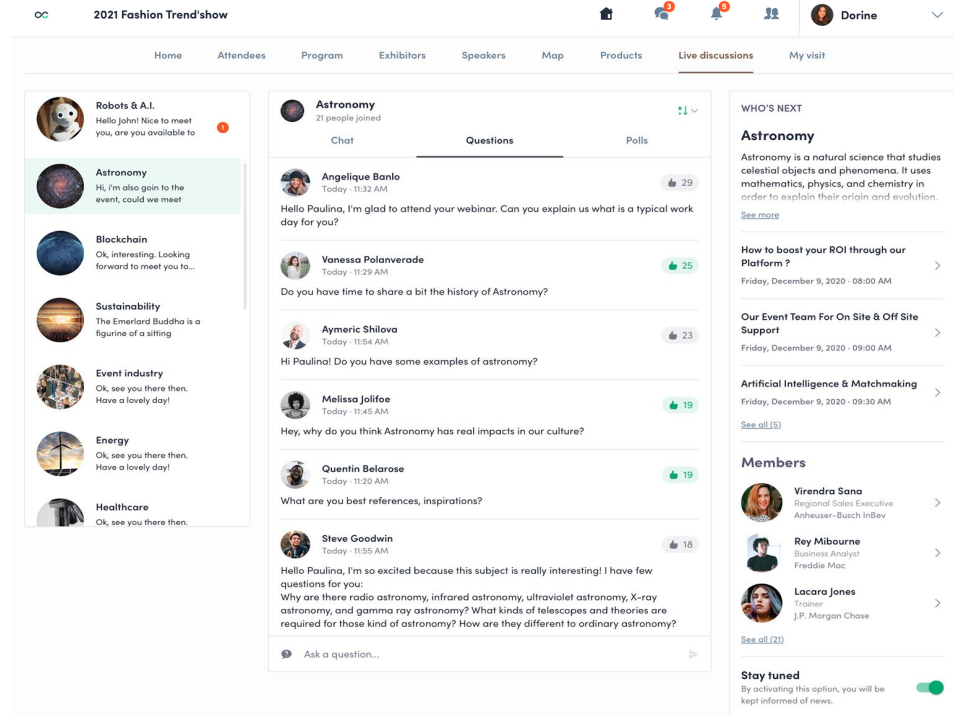 2021 Fashion Trend'show
3
5
Dorine
Home
Attendees
Program
Exhibitors
Speakers
Map
Products
Live discussions
My visit
Robots & A.I.
Hello John! Nice to meet
you, are you available to
1
Astronomy
Hi, i'm also goin to the
event, could we meet
Blockchain
Ok, interesting. Looking
forward to meet you to...
Sustainability
The Emerlard Buddha is a
figurine of a sitting
Event industry
Ok, see you there then.
Have a lovely day!
Energy
Ok, see you there then.
Have a lovely day!
Healthcare
Ok, see you there then.
Astronomy
21 people joined
Chat
Questions
Polls
Angelique Banlo
Today · 11:32 AM
29
Hello Paulina, I'm glad to attend your webinar. Can you explain us what is a typical work
day for you?
Vanessa Polanverade
Today · 11:29 AM
25
Do you have time to share a bit the history of Astronomy?
Aymeric Shilova
Today · 11:54 AM
23
Hi Paulina! Do you have some examples of astronomy?
Melissa Jolifoe
Today · 11:45 AM
19
Hey, why do you think Astronomy has real impacts in our culture?
Quentin Belarose
Today · 11:20 AM
19
What are you best references, inspirations?
Steve Goodwin
Today · 11:55 AM
18
Hello Paulina, I'm so excited because this subject is really interesting! I have few
questions for you:
Why are there radio astronomy, infrared astronomy, ultraviolet astronomy, X-ray
astronomy, and gamma ray astronomy? What kinds of telescopes and theories are
required for those kind of astronomy? How are they different to ordinary astronomy?
Ask a question...
WHO'S NEXT
Astronomy
Astronomy is a natural science that studies
celestial objects and phenomena. It uses
mathematics, physics, and chemistry in
order to explain their origin and evolution.
See more
How to boost your ROI through our
Platform ?
Friday, December 9, 2020 · 08:00 AM
Our Event Team For On Site & Off Site
Support
Friday, December 9, 2020 · 09:00 AM
Artificial Intelligence & Matchmaking
Friday, December 9, 2020 · 09:30 AM
See all (5)
Members
Virendra Sana
Regional Sales Executive
Anheuser-Busch InBev
Rey Mibourne
Business Analyst
Freddie Mac
Lacara Jones
Trainer
J.P. Morgan Chase
See all (21)
Stay tuned
By activating this option, you will be
kept informed of news.